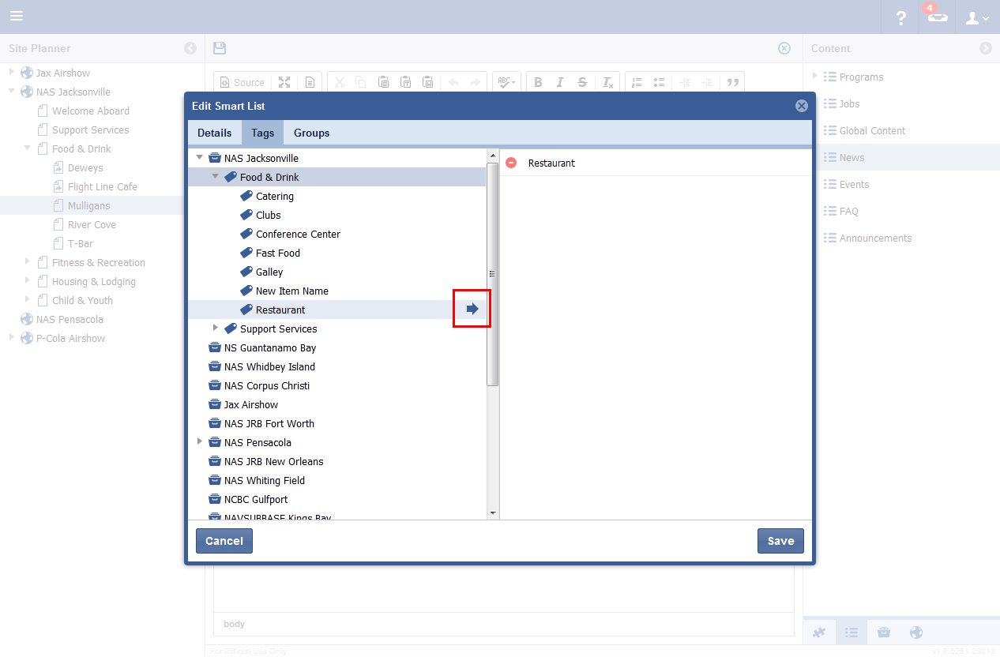 4
Site Planner
Jax Airshow
NAS Jacksonville
Welcome Aboard
Support Services
Food & Drink
Deweys
Flight Line Cafe
Mulligans
River Cove
T-Bar
Fitness & Recreation
Housing & Lodging
Child & Youth
NAS Pensacola
P-Cola Airshow
Source
ABC
B I S Tx
Edit Smart List
Details Tags Groups
NAS Jacksonville
Food & Drink
Catering
Clubs
Conference Center
Fast Food
Galley
New Item Name
Restaurant
Support Services
NS Guantanamo Bay
NAS Whidbey Island
NAS Corpus Christi
Jax Airshow
NAS JRB Fort Worth
NAS Pensacola
NAS JRB New Orleans
NAS Whiting Field
NCBC Gulfport
NAVSUBBASE Kings Bay
Restaurant
Cancel
Save
body
For Official Use Only
Content
Programs
Jobs
Global Content
News
Events
FAQ
Announcements